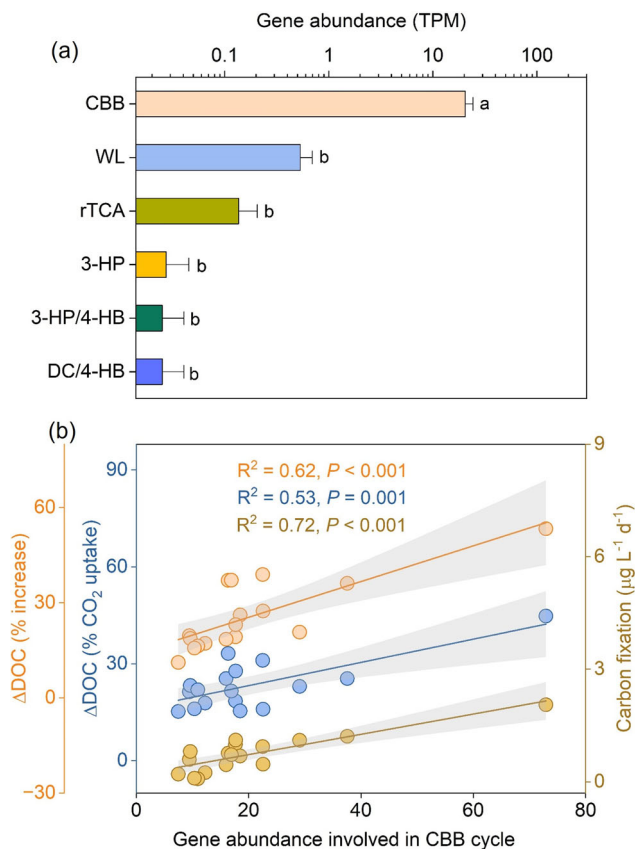 Gene abundance (TPM)
(a)
0.1 1 10 100
CBB
a
WL
b
rTCA
b
3-HP
b
3-HP/4-HB
b
DC/4-HB
b
(b)
R² = 0.62, P < 0.001
R² = 0.53, P = 0.001
R² = 0.72, P < 0.001
ΔDOC (% increase)
60
30
0
−30
ΔDOC (% CO₂ uptake)
90
60
30
0
Carbon fixation (μg L⁻¹ d⁻¹)
9
6
3
0
0 20 40 60 80
Gene abundance involved in CBB cycle